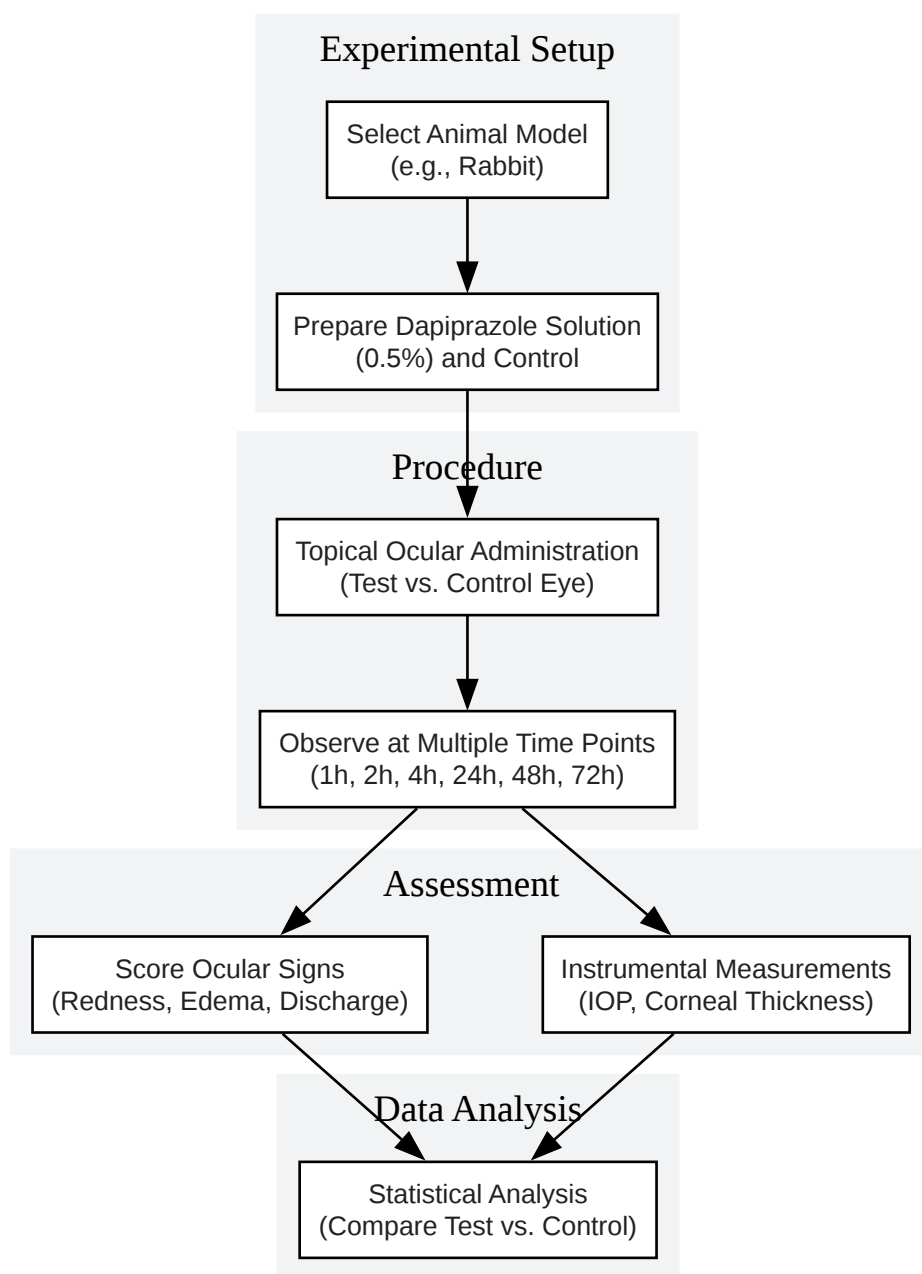 Experimental Setup
Select Animal Model
(e.g., Rabbit)
Prepare Dapiprazole Solution
(0.5%) and Control
Procedure
Topical Ocular Administration
(Test vs. Control Eye)
Observe at Multiple Time Points
(1h, 2h, 4h, 24h, 48h, 72h)
Assessment
Score Ocular Signs
(Redness, Edema, Discharge)
Instrumental Measurements
(IOP, Corneal Thickness)
Data Analysis
Statistical Analysis
(Compare Test vs. Control)